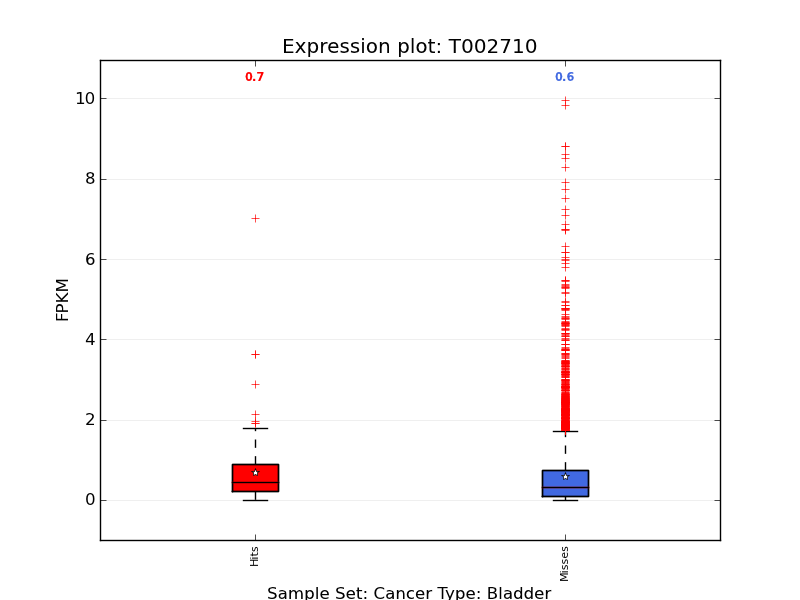 Expression plot: T002710
0.7
0.6
10
8
6
4
2
0
FPKM
Hits
Misses
Sample Set: Cancer Type: Bladder